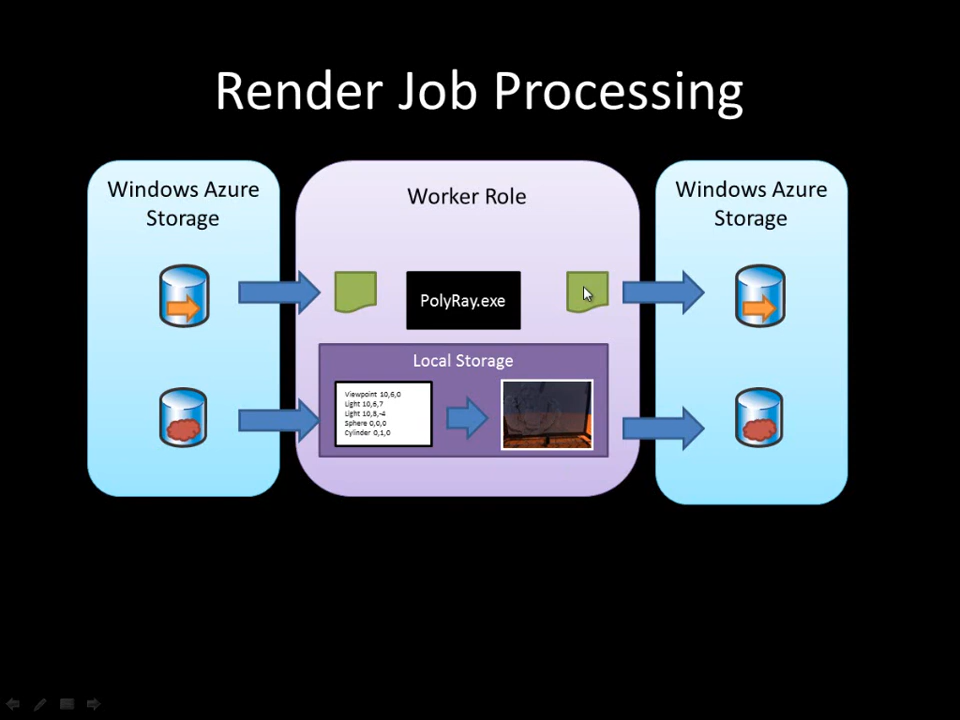 Render Job Processing
Windows Azure
Storage
Worker Role
Windows Azure
Storage
PolyRay.exe
Local Storage
Viewpoint 10,6,0
Light 10,6,7
Light 10,8,-4
Sphere 0,0,0
Cylinder 0,1,0